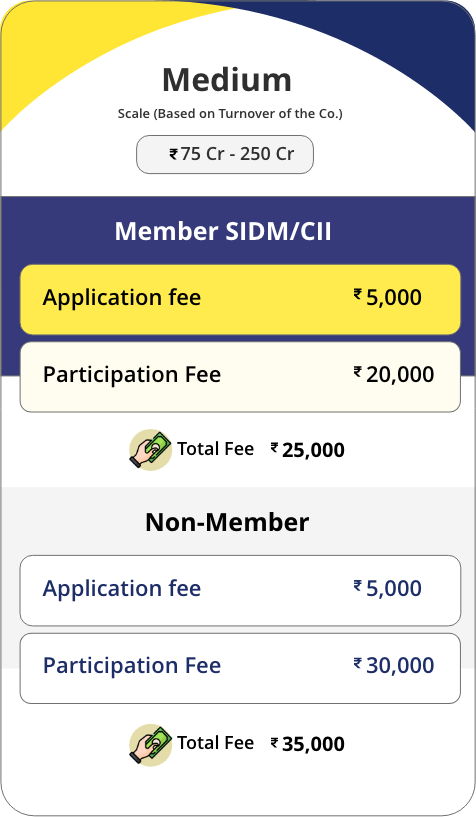 Medium
Scale (Based on Turnover of the Co.)
₹ 75 Cr - 250 Cr
Member SIDM/CII
Application fee ₹ 5,000
Participation Fee ₹ 20,000
Total Fee ₹ 25,000
Non-Member
Application fee ₹ 5,000
Participation Fee ₹ 30,000
Total Fee ₹ 35,000